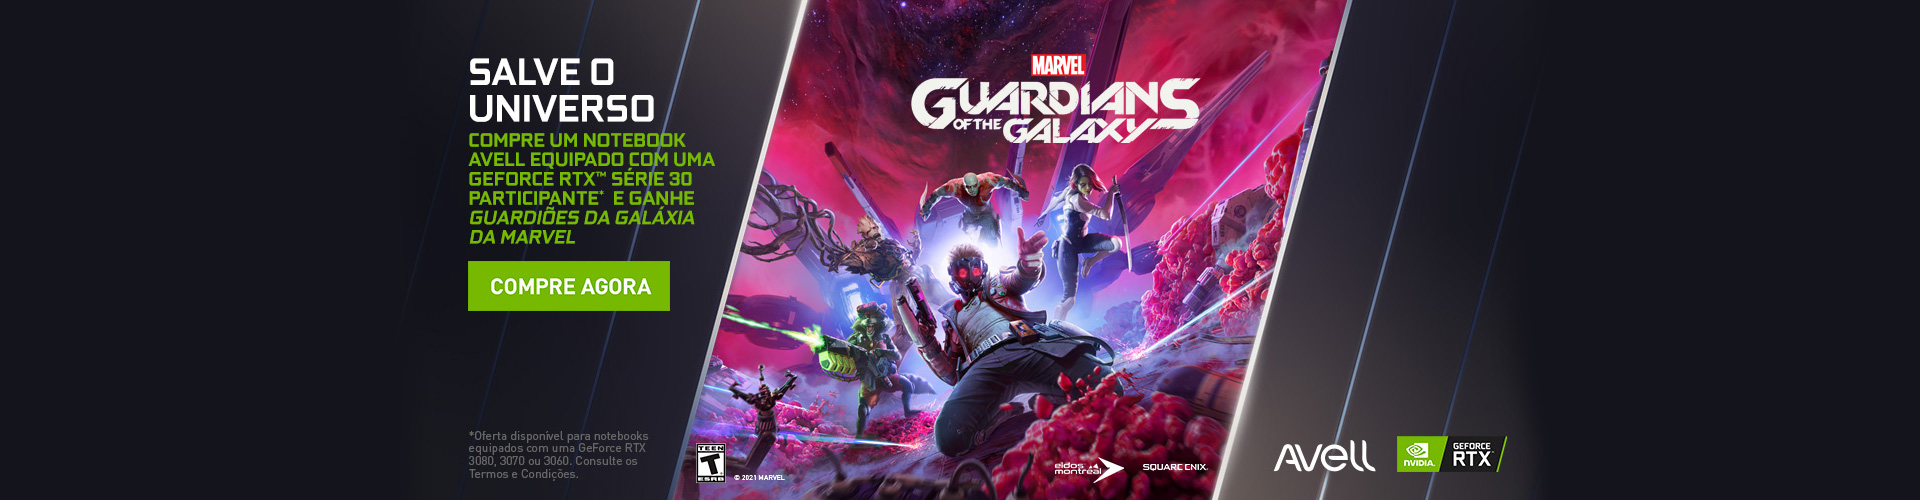 SALVE O
UNIVERSO
COMPRE UM NOTEBOOK
AVELL EQUIPADO COM UMA
GEFORCE RTX™ SÉRIE 30
PARTICIPANTE* E GANHE
GUARDIÕES DA GALÁXIA
DA MARVEL
COMPRE AGORA
*Oferta disponível para notebooks
equipados com uma GeForce RTX
3080, 3070 ou 3060. Consulte os
Termos e Condições.
MARVEL
GUARDIANS
OF THE
GALAXY
TEEN
T
ESRB
© 2021 MARVEL
eidos
montréal
SQUARE ENIX.
AVell
NVIDIA.
GEFORCE
RTX